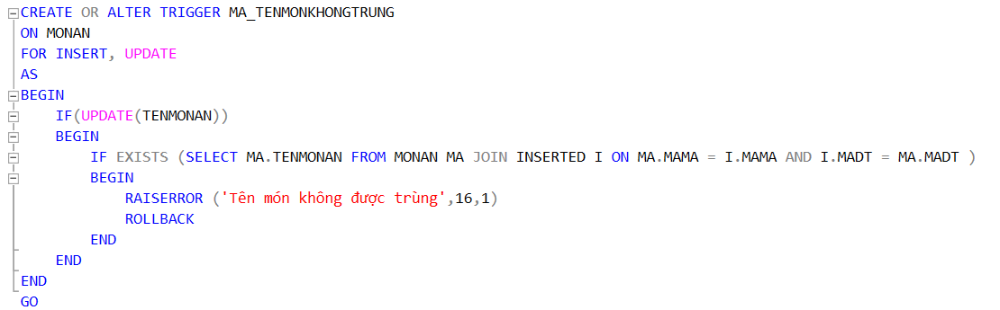 CREATE OR ALTER TRIGGER MA_TENMONKHONGTRUNG
ON MONAN
FOR INSERT, UPDATE
AS
BEGIN
    IF(UPDATE(TENMONAN))
    BEGIN
        IF EXISTS (SELECT MA.TENMONAN FROM MONAN MA JOIN INSERTED I ON MA.MAMA = I.MAMA AND I.MADT = MA.MADT )
        BEGIN
            RAISERROR ('Tên món không được trùng',16,1)
            ROLLBACK
        END
    END
END
GO